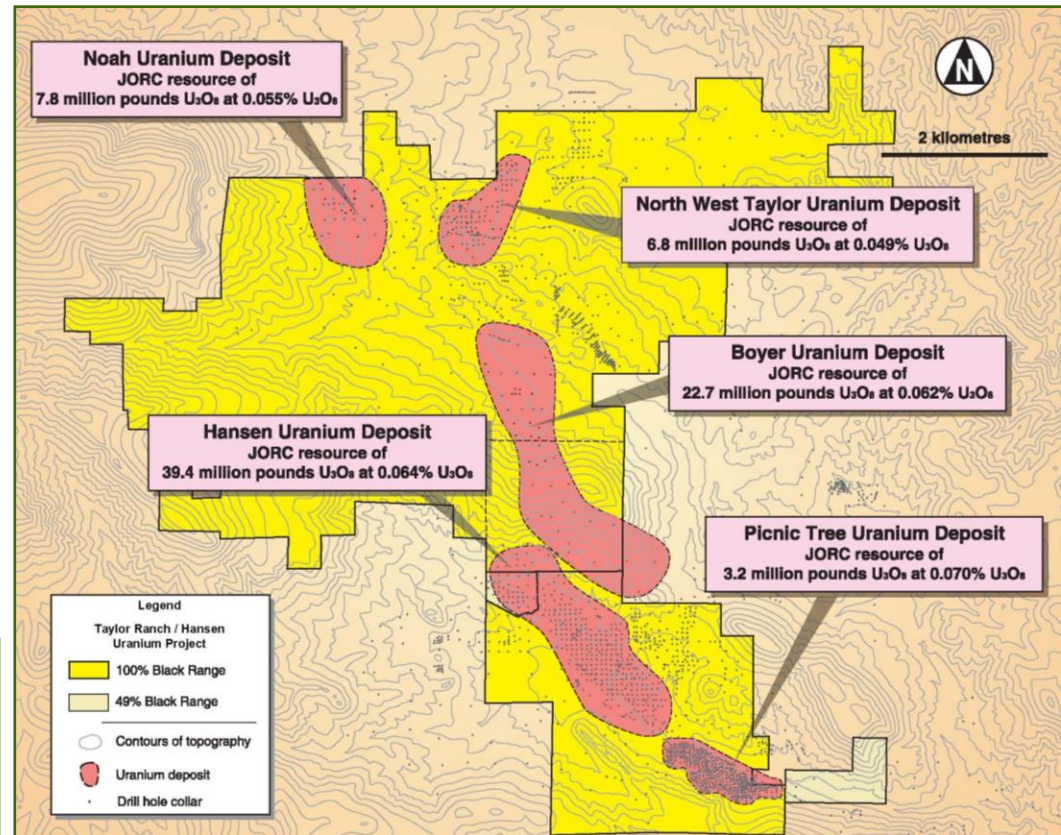 Noah Uranium Deposit
JORC resource of
7.8 million pounds U₃O₈ at 0.055% U₃O₈
N
2 kilometres
North West Taylor Uranium Deposit
JORC resource of
6.8 million pounds U₃O₈ at 0.049% U₃O₈
Boyer Uranium Deposit
JORC resource of
22.7 million pounds U₃O₈ at 0.062% U₃O₈
Hansen Uranium Deposit
JORC resource of
39.4 million pounds U₃O₈ at 0.064% U₃O₈
Picnic Tree Uranium Deposit
JORC resource of
3.2 million pounds U₃O₈ at 0.070% U₃O₈
Legend
Taylor Ranch / Hansen
Uranium Project
100% Black Range
49% Black Range
Contours of topography
Uranium deposit
Drill hole collar